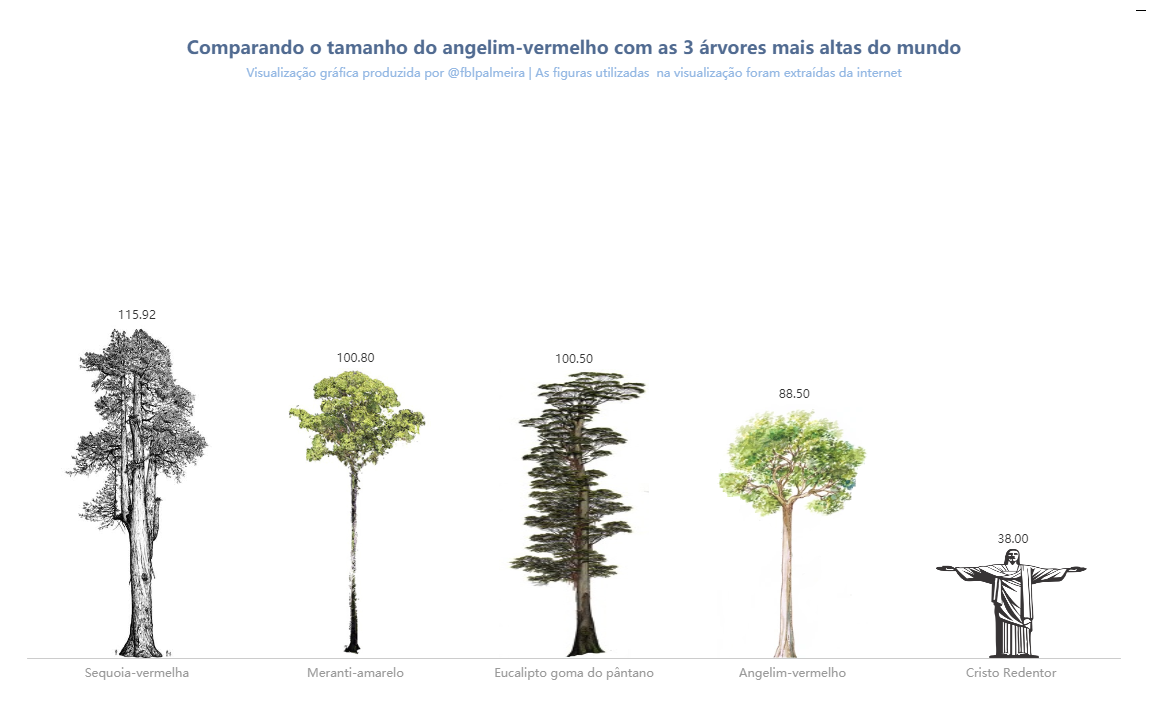 Comparando o tamanho do angelim-vermelho com as 3 árvores mais altas do mundo
Visualização gráfica produzida por @fblpalmeira | As figuras utilizadas  na visualização foram extraídas da internet
115.92
100.80
100.50
88.50
38.00
Sequoia-vermelha
Meranti-amarelo
Eucalipto goma do pântano
Angelim-vermelho
Cristo Redentor